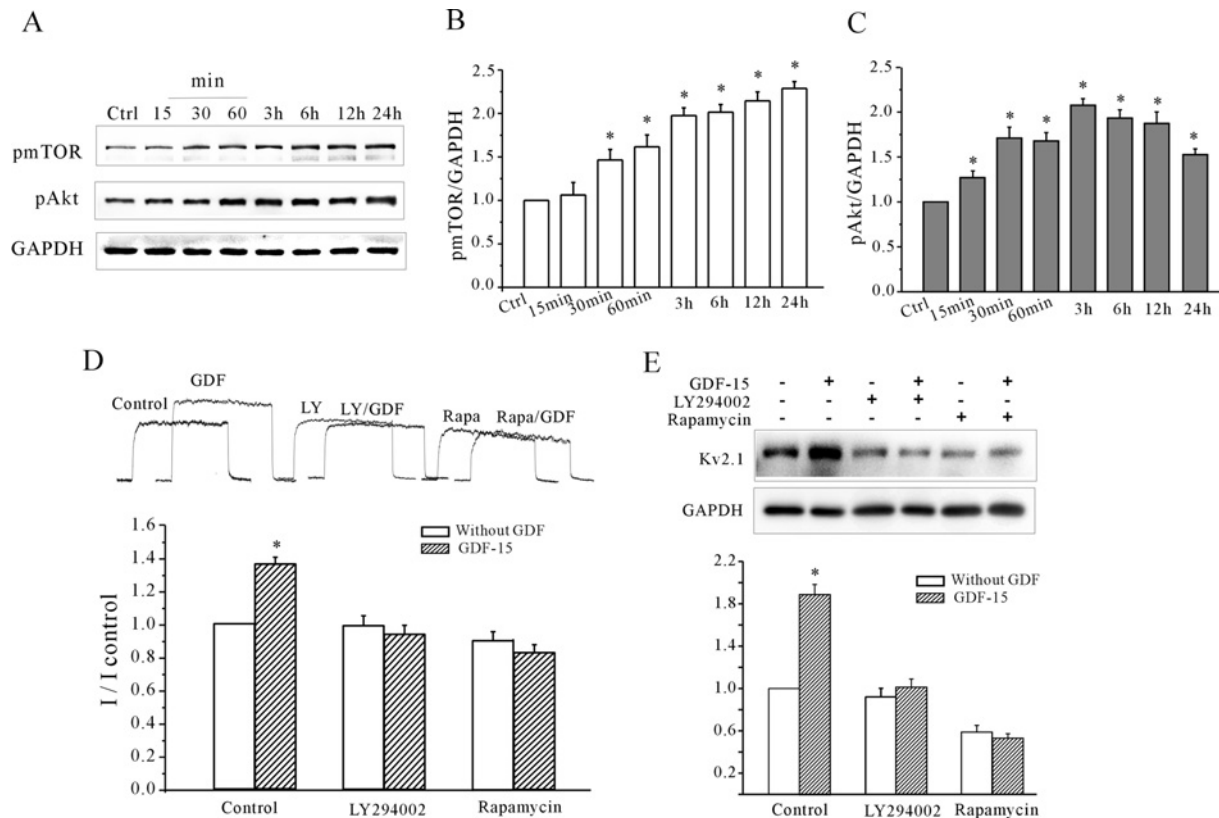 A
min
Ctrl 15 30 60 3h 6h 12h 24h
pmTOR
pAkt
GAPDH
B
pmTOR/GAPDH
2.5
2.0
1.5
1.0
0.5
0.0
* * * * * *
Ctrl 15min 30min 60min 3h 6h 12h 24h
C
pAkt/GAPDH
2.5
2.0
1.5
1.0
0.5
0.0
* * * * * * *
Ctrl 15min 30min 60min 3h 6h 12h 24h
D
Control GDF LY LY/GDF Rapa Rapa/GDF
I / I control
1.6
1.4
1.2
1.0
0.8
0.6
0.4
0.2
0.0
*
Without GDF
GDF-15
Control LY294002 Rapamycin
E
GDF-15 - + - + - +
LY294002 - - + + - -
Rapamycin - - - - + +
Kv2.1
GAPDH
2.2
1.8
1.4
1.0
0.6
0.2
*
Without GDF
GDF-15
Control LY294002 Rapamycin